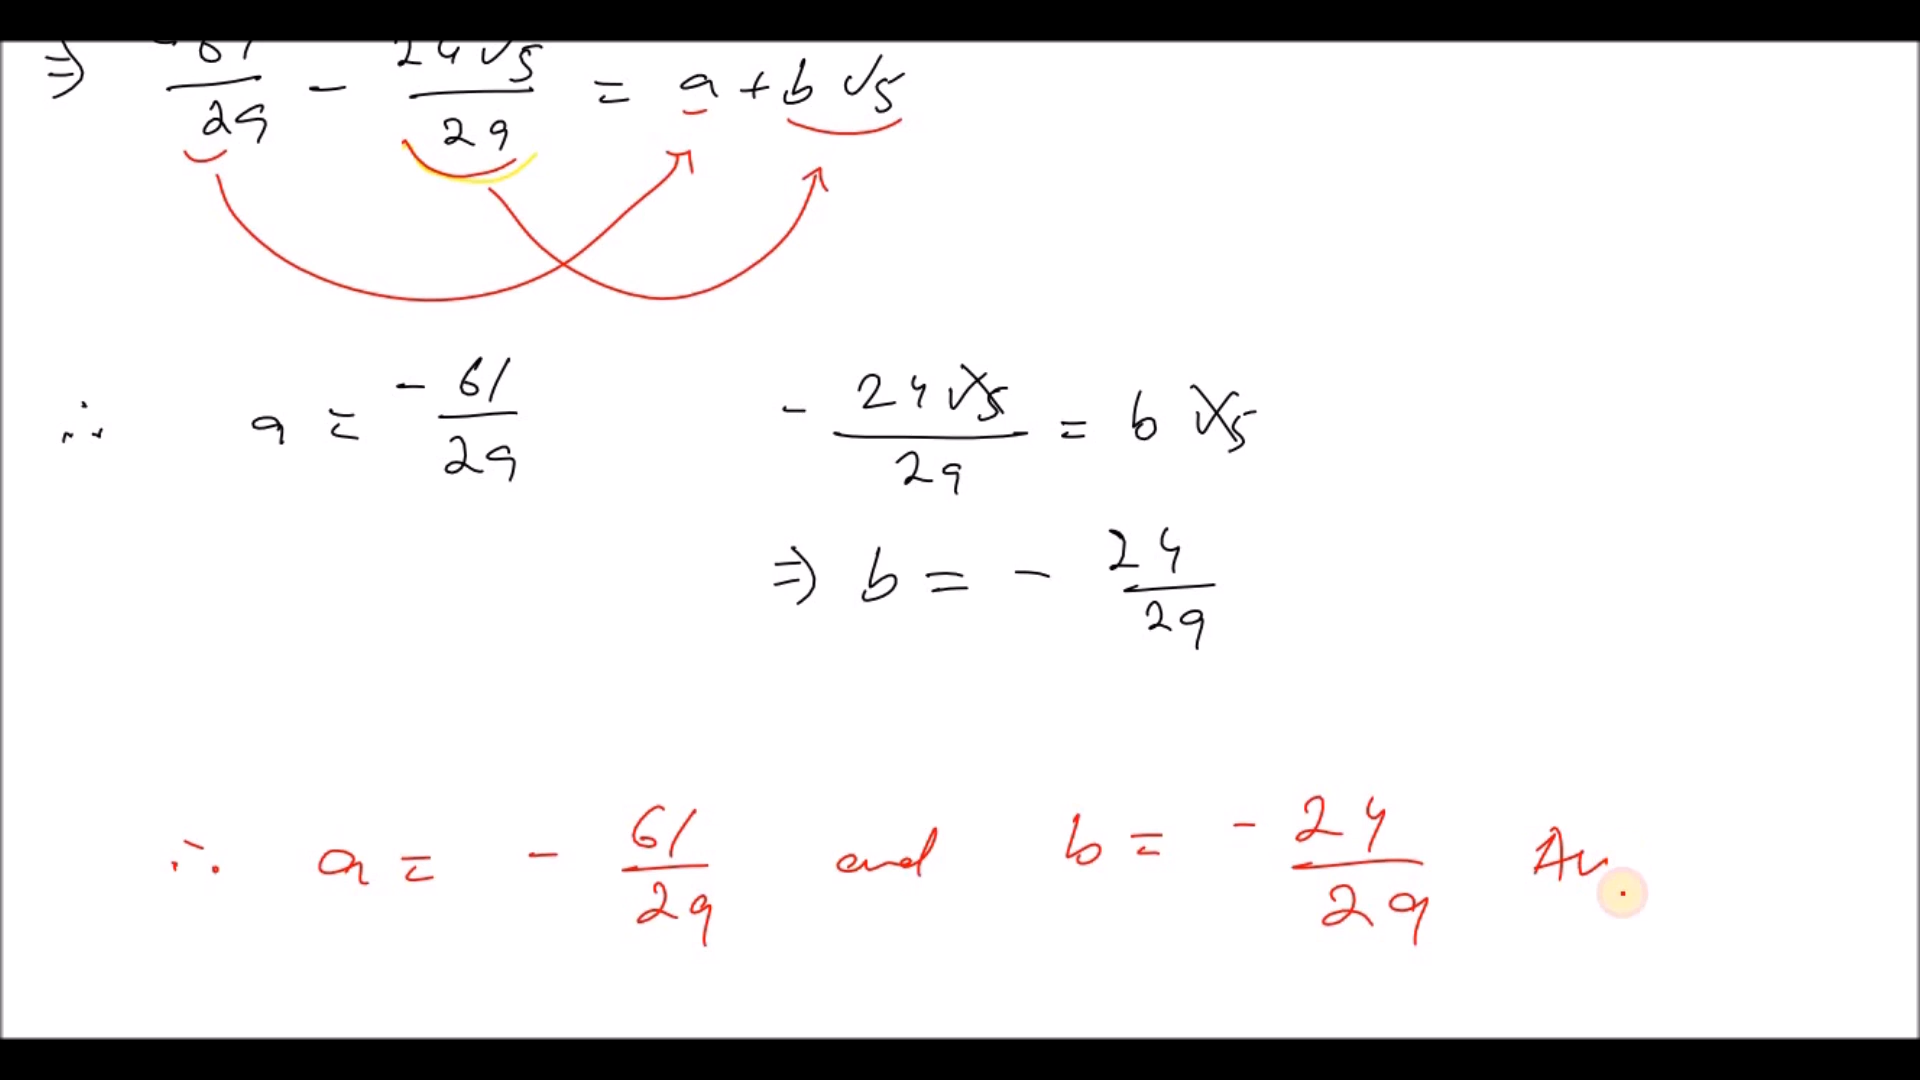 ⇒ -61/29 - 24√5/29 = a + b√5
∴ a = -61/29    - 24√5/29 = b√5
⇒ b = - 24/29
∴ a = - 61/29 and b = - 24/29